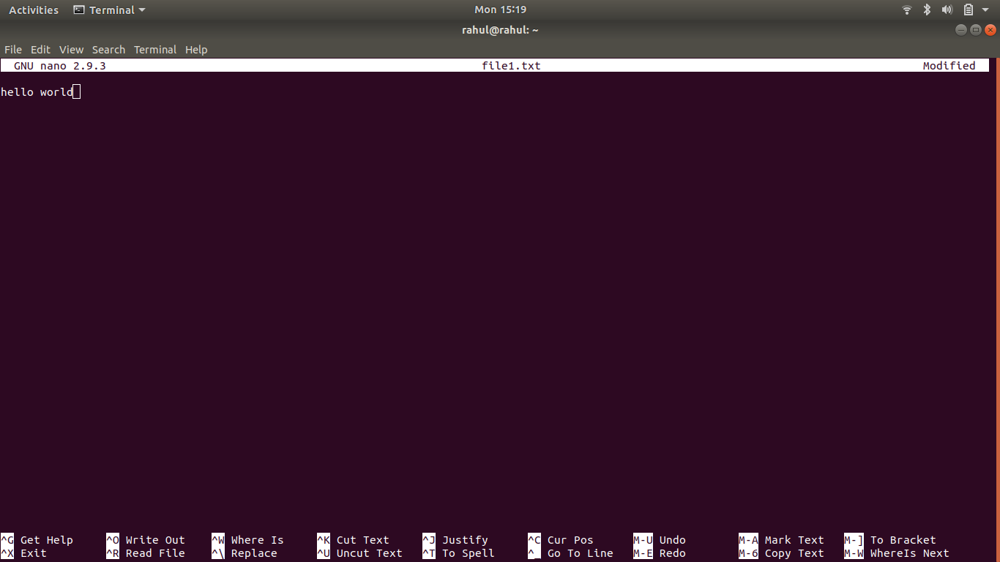 Activities Terminal Mon 15:19
rahul@rahul: ~
File Edit View Search Terminal Help
GNU nano 2.9.3 file1.txt Modified
hello world
^G Get Help ^O Write Out ^W Where Is ^K Cut Text ^J Justify ^C Cur Pos M-U Undo M-A Mark Text M-] To Bracket
^X Exit ^R Read File ^\ Replace ^U Uncut Text ^T To Spell ^_ Go To Line M-E Redo M-6 Copy Text M-W WhereIs Next